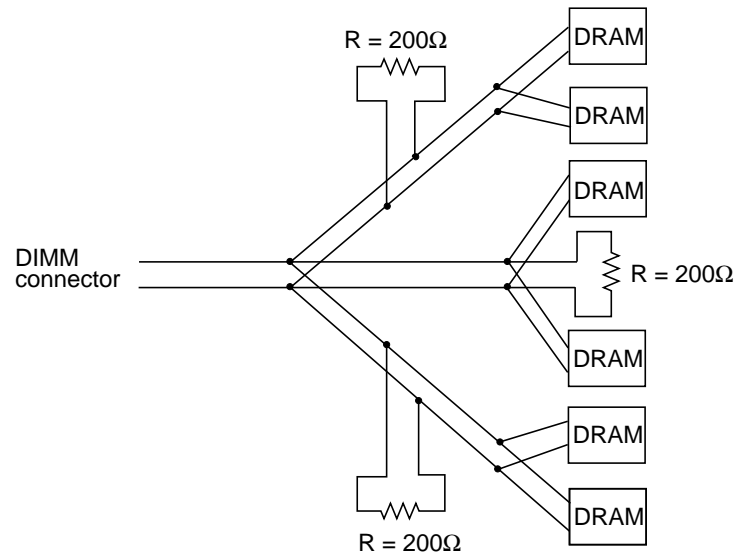 DRAM
R = 200Ω
DRAM
DRAM
DIMM
connector
R = 200Ω
DRAM
DRAM
DRAM
R = 200Ω